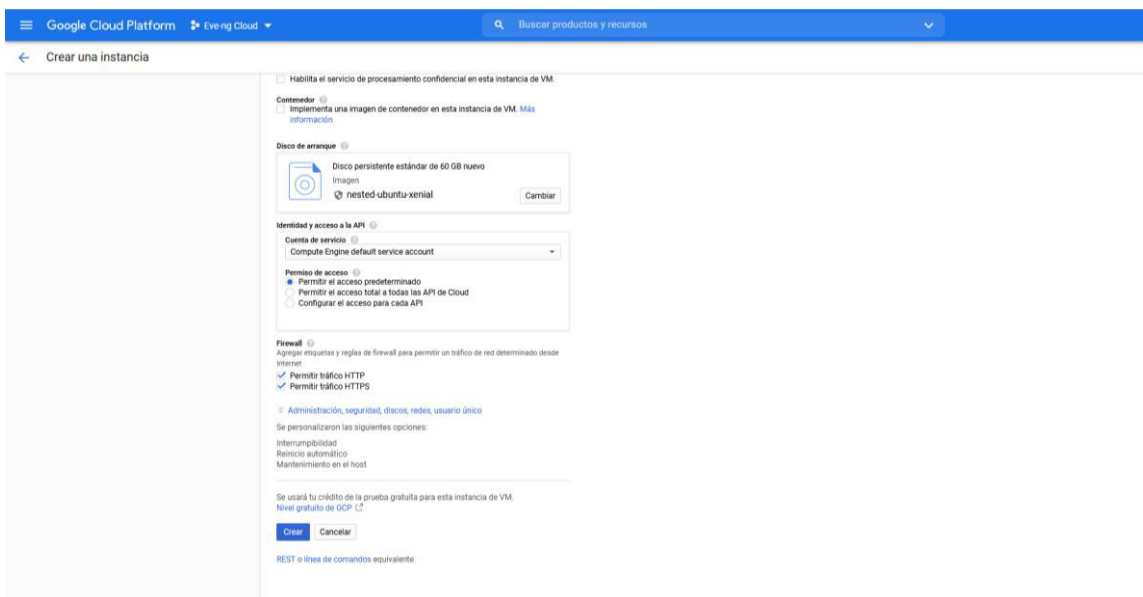 Google Cloud Platform Eve-ng Cloud Buscar productos y recursos
Crear una instancia
Habilita el servicio de procesamiento confidencial en esta instancia de VM.
Contenedor
Implementa una imagen de contenedor en esta instancia de VM. Más
información
Disco de arranque
Disco persistente estándar de 60 GB nuevo
Imagen
nested-ubuntu-xenial
Cambiar
Identidad y acceso a la API
Cuenta de servicio
Compute Engine default service account
Permiso de acceso
Permitir el acceso predeterminado
Permitir el acceso total a todas las API de Cloud
Configurar el acceso para cada API
Firewall
Agregar etiquetas y reglas de firewall para permitir un tráfico de red determinado desde
Internet
Permitir tráfico HTTP
Permitir tráfico HTTPS
Administración, seguridad, discos, redes, usuario único
Se personalizaron las siguientes opciones:
Interrumpibilidad
Reinicio automático
Mantenimiento en el host
Se usará tu crédito de la prueba gratuita para esta instancia de VM.
Nivel gratuito de GCP
Crear Cancelar
REST o línea de comandos equivalente